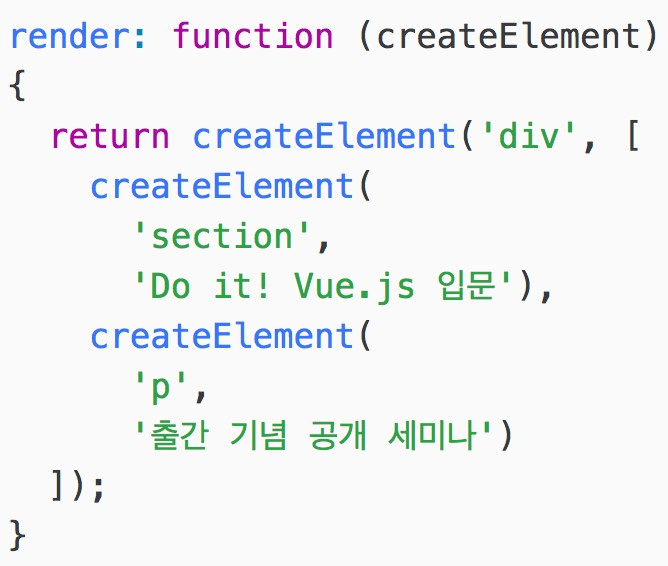 render: function (createElement)
{
  return createElement('div', [
    createElement(
      'section',
      'Do it! Vue.js 입문'),
    createElement(
      'p',
      '출간 기념 공개 세미나')
  ]);
}